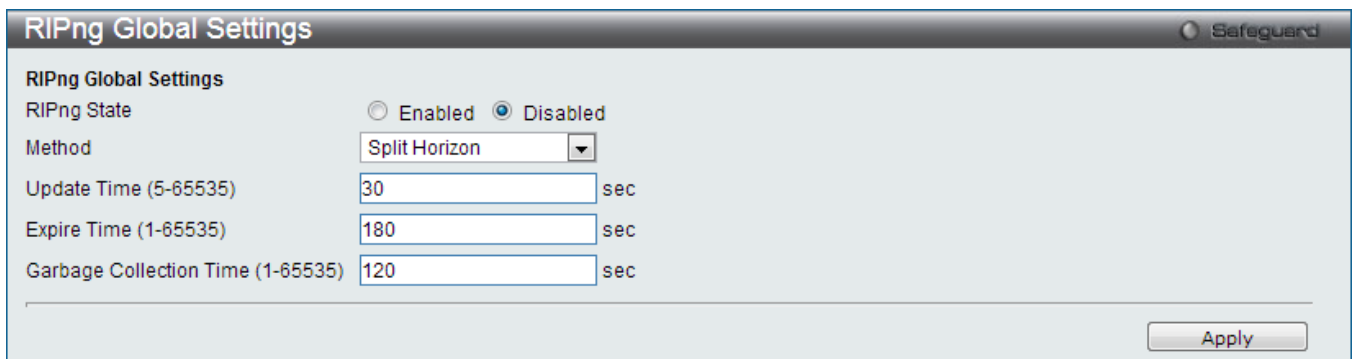 RIPng Global Settings
Safeguard
RIPng Global Settings
RIPng State Enabled Disabled
Method Split Horizon
Update Time (5-65535) 30 sec
Expire Time (1-65535) 180 sec
Garbage Collection Time (1-65535) 120 sec
Apply